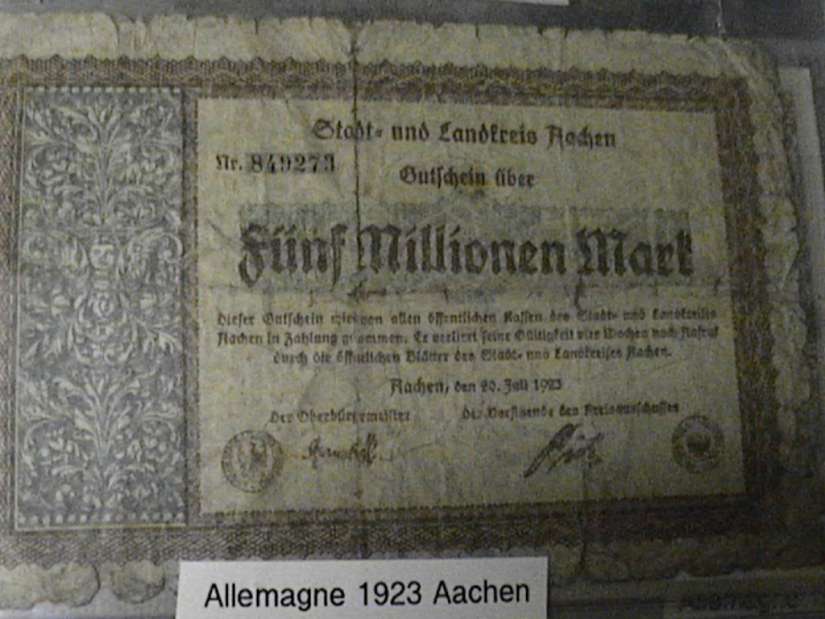 Stadt- und Landkreis Aachen
Nr. 849273
Gutschein über
Fünf Millionen Mark
Dieser Gutschein wird von allen öffentlichen Kassen des Stadt- und Landkreises
Aachen in Zahlung genommen. Er verliert seine Gültigkeit vier Wochen nach Aufruf
durch die öffentlichen Blätter des Stadt- und Landkreises Aachen.
Aachen, den 20. Juli 1923
Der Oberbürgermeister
der Vorsitzende des Kreisausschusses
Allemagne 1923 Aachen